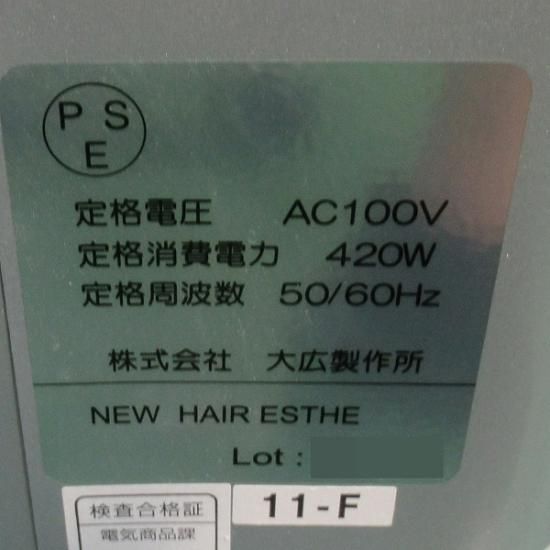 P S
E
定格電圧 AC100V
定格消費電力 420W
定格周波数 50/60Hz
株式会社 大広製作所
NEW HAIR ESTHE
Lot :
検査合格証 11-F
電気商品課